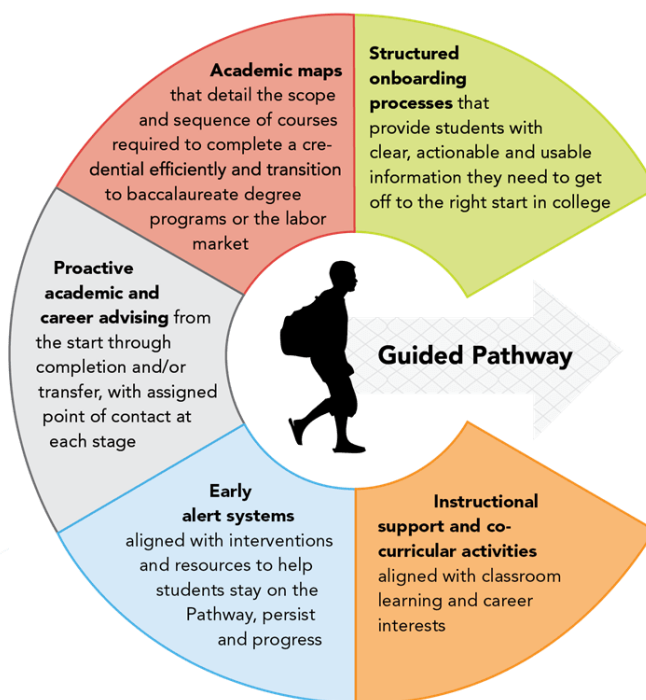 Academic maps
that detail the scope
and sequence of courses
required to complete a cre-
dential efficiently and transition
to baccalaureate degree
programs or the labor
market
Structured
onboarding
processes that
provide students with
clear, actionable and usable
information they need to get
off to the right start in college
Proactive
academic and
career advising from
the start through
completion and/or
transfer, with assigned
point of contact at
each stage
Guided Pathway
Early
alert systems
aligned with interventions
and resources to help
students stay on the
Pathway, persist
and progress
Instructional
support and co-
curricular activities
aligned with classroom
learning and career
interests